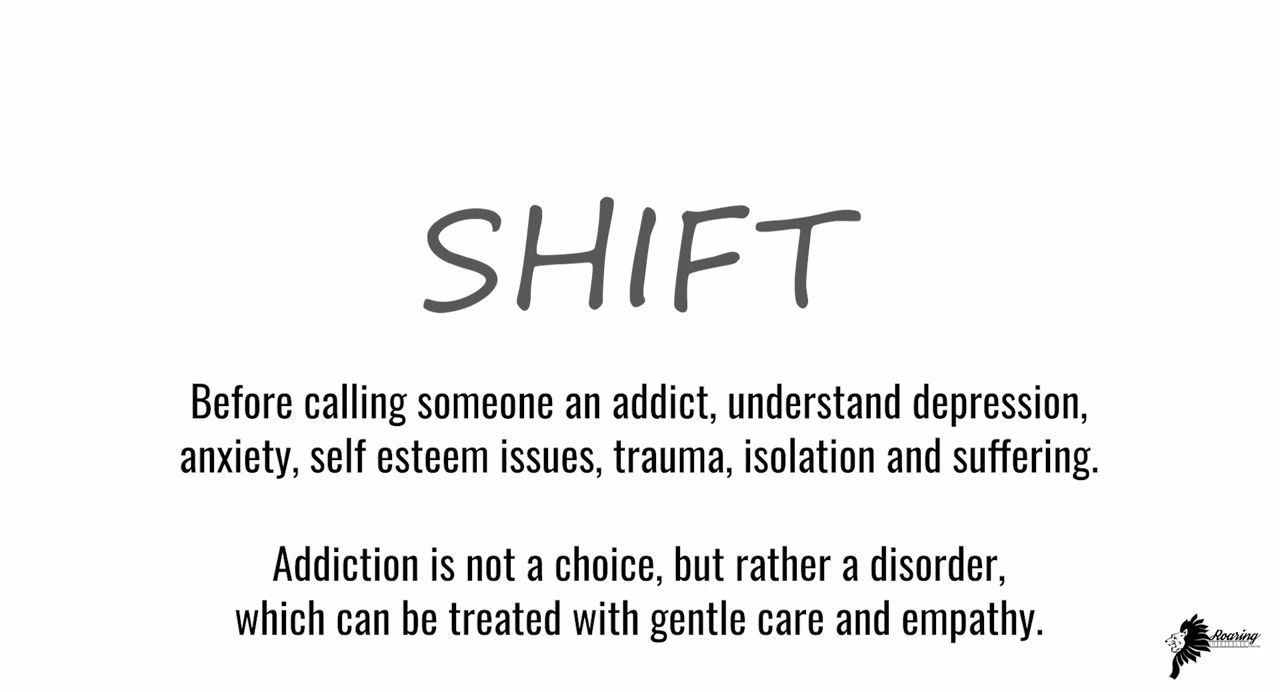 SHIFT
Before calling someone an addict, understand depression,
anxiety, self esteem issues, trauma, isolation and suffering.
Addiction is not a choice, but rather a disorder,
which can be treated with gentle care and empathy.
Roaring